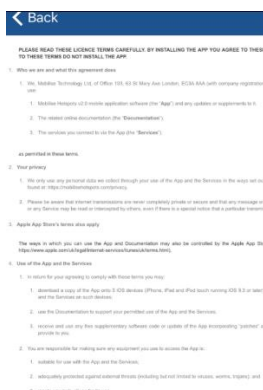 Back
PLEASE READ THESE LICENCE TERMS CAREFULLY. BY INSTALLING THE APP YOU AGREE TO THESE
TO THESE TERMS DO NOT INSTALL THE APP.
1. Who we are and what this agreement does
1. We, Mobilise Technology Ltd, of Office 103, 63 St Mary Axe London, EC3A 8AA (with company registration
use:
1. Mobilise Hotspots v2.0 mobile application software (the "App") and any updates or supplements to it.
2. The related online documentation (the "Documentation").
3. The services you connect to via the App (the "Services")
as permitted in these terms.
2. Your privacy
1. We only use any personal data we collect through your use of the App and the Services in the ways set out
found at:
2. Please be aware that internet transmissions are never completely private or secure and that any message or
or any Service may be read or intercepted by others, even if there is a special notice that a particular transmi
3. Apple App Store's terms also apply
The ways in which you can use the App and Documentation may also be controlled by the Apple App Sto
https://www.apple.com/uk/legal/internet-services/itunes/uk/terms.html),
4. Use of the App and the Services
1. In return for your agreeing to comply with these terms you may:
1. download a copy of the App onto 5 iOS devices (iPhone, iPad and iPod touch running iOS 9.0 or later)
and the Services on such devices;
2. use the Documentation to support your permitted use of the App and the Services.
3. receive and use any free supplementary software code or update of the App incorporating "patches" a
provide to you.
2. You are responsible for making sure any equipment you use to access the App is:
1. suitable for use with the App and the Services,
2. adequately protected against external threats (including but not limited to viruses, worms, trojans); and